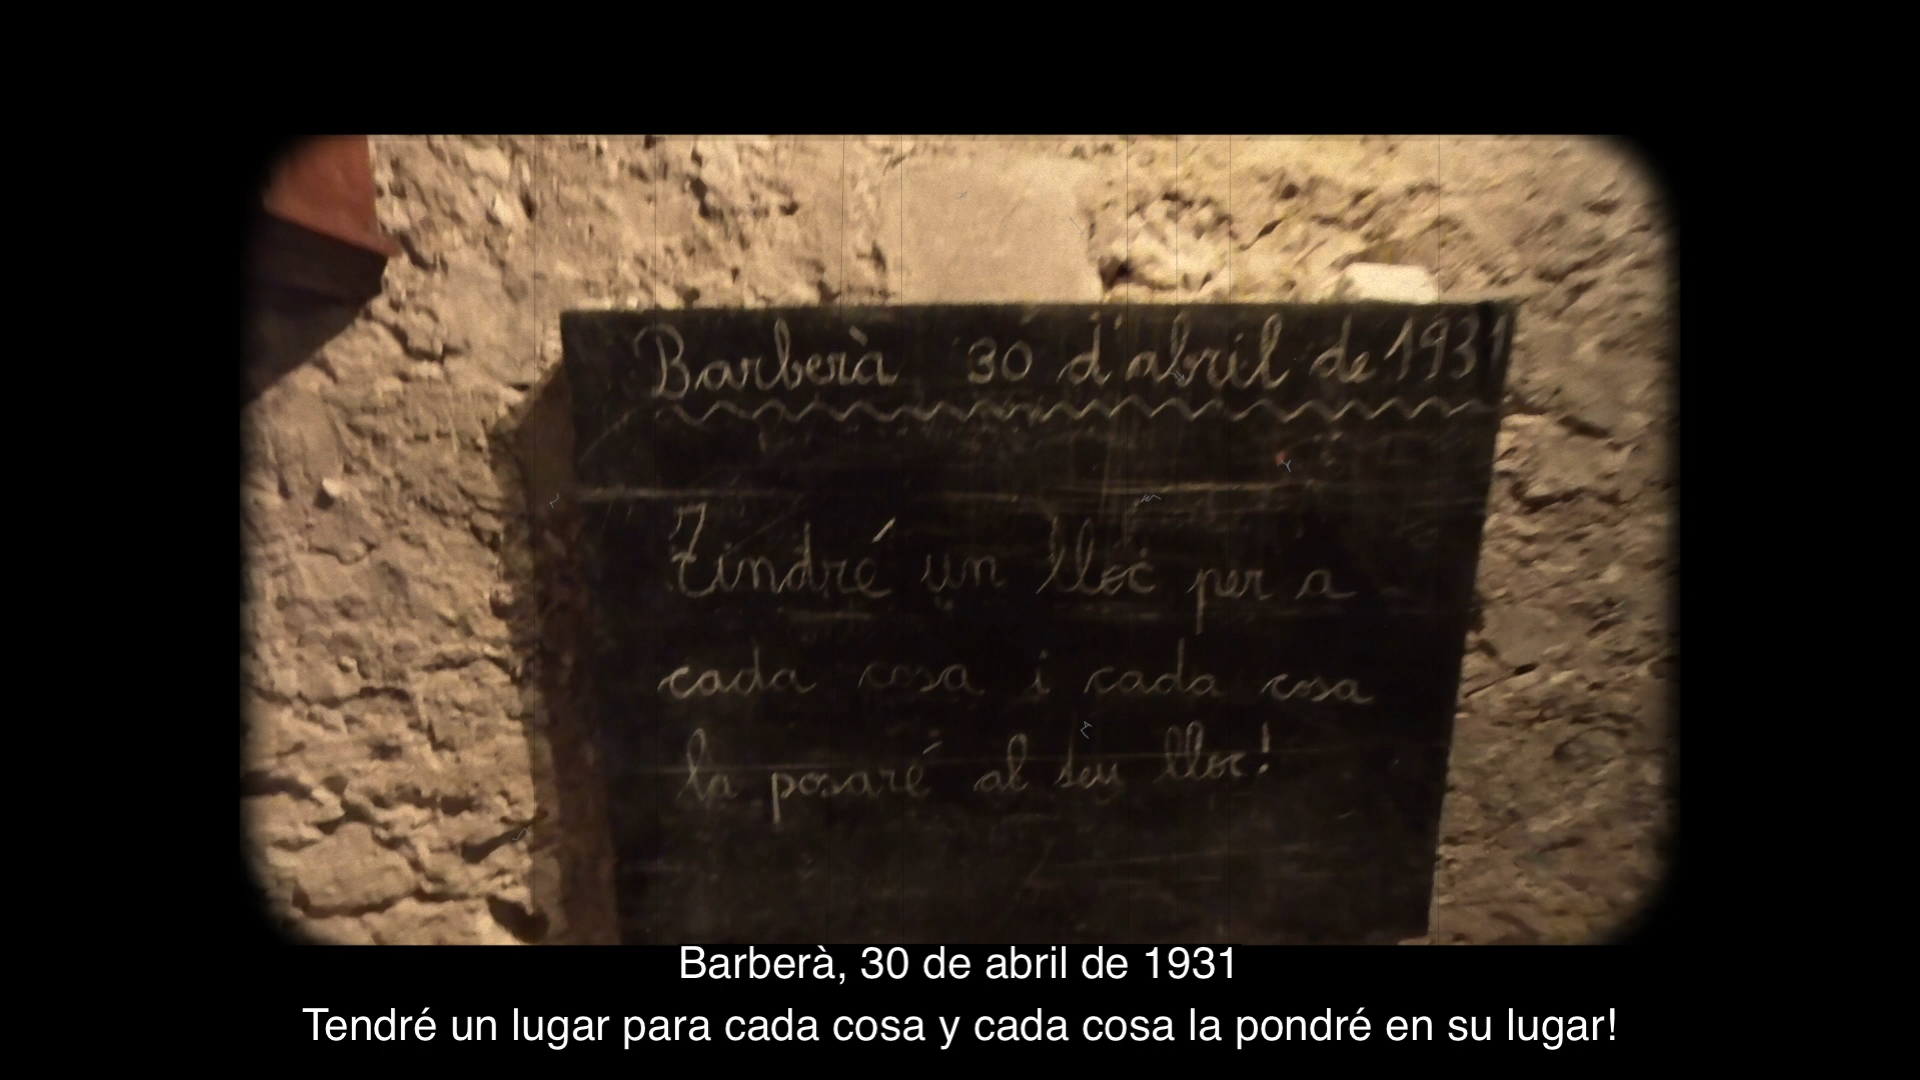 Barberà 30 d'abril de 1931
Tindré un lloc per a
cada cosa i cada cosa
la posaré al seu lloc!
Barberà, 30 de abril de 1931
Tendré un lugar para cada cosa y cada cosa la pondré en su lugar!